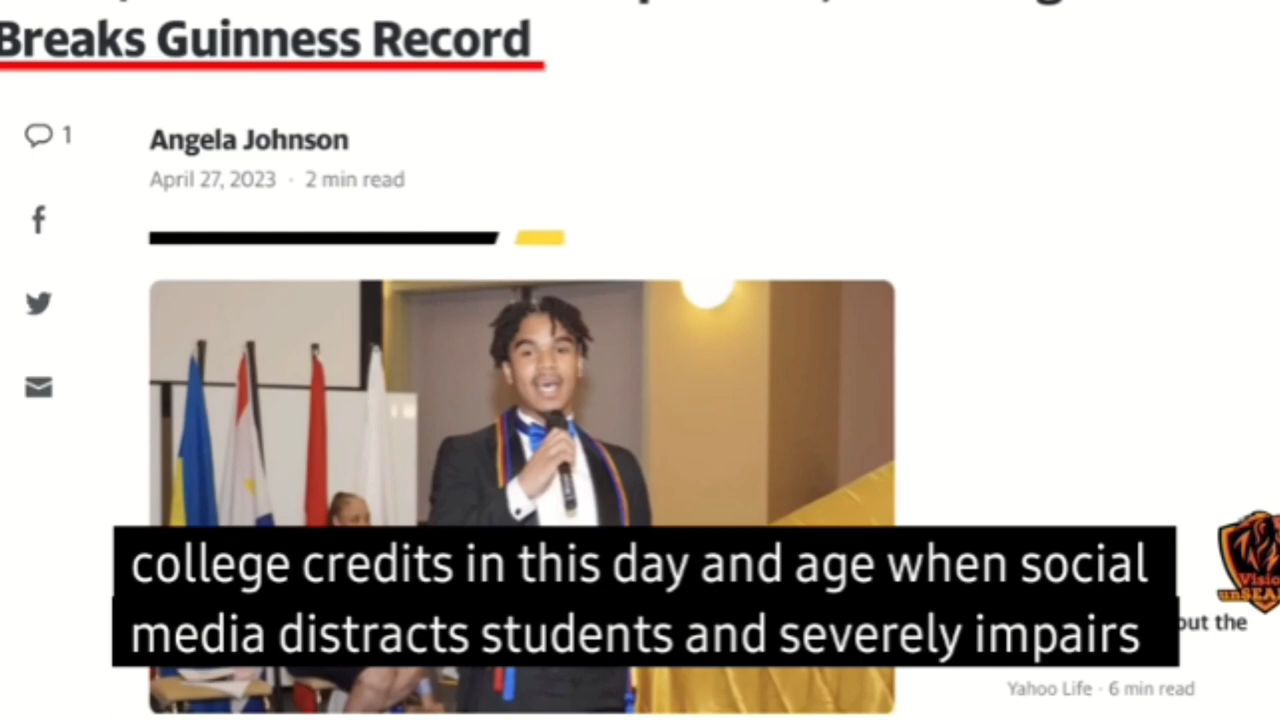 Breaks Guinness Record
1
Angela Johnson
April 27, 2023 · 2 min read
college credits in this day and age when social
media distracts students and severely impairs
out the
Yahoo Life · 6 min read